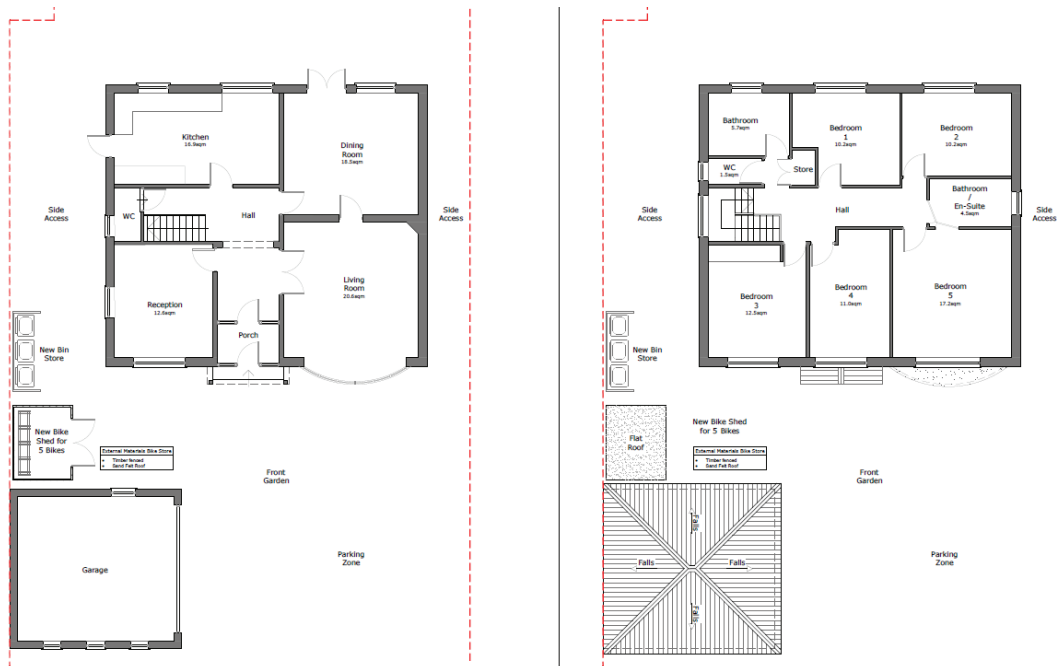 Kitchen
16.9sqm
Dining
Room
18.0sqm
Side
Access
WC
Hall
Side
Access
Reception
12.6sqm
Living
Room
20.6sqm
Porch
New Bin
Store
New Bike
Shed for
5 Bikes
External Materials Bike Store
Timber fenced
Sand Felt Roof
Front
Garden
Garage
Parking
Zone
Bathroom
5.7sqm
Bedroom
1
10.2sqm
Bedroom
2
10.2sqm
WC
1.5sqm
Store
Bathroom
/
En-Suite
4.5sqm
Side
Access
Hall
Side
Access
Bedroom
3
12.5sqm
Bedroom
4
11.0sqm
Bedroom
5
17.2sqm
New Bin
Store
Flat
Roof
New Bike Shed
for 5 Bikes
External Materials Bike Store
Timber fenced
Sand Felt Roof
Front
Garden
Falls
Falls
Falls
Falls
Parking
Zone